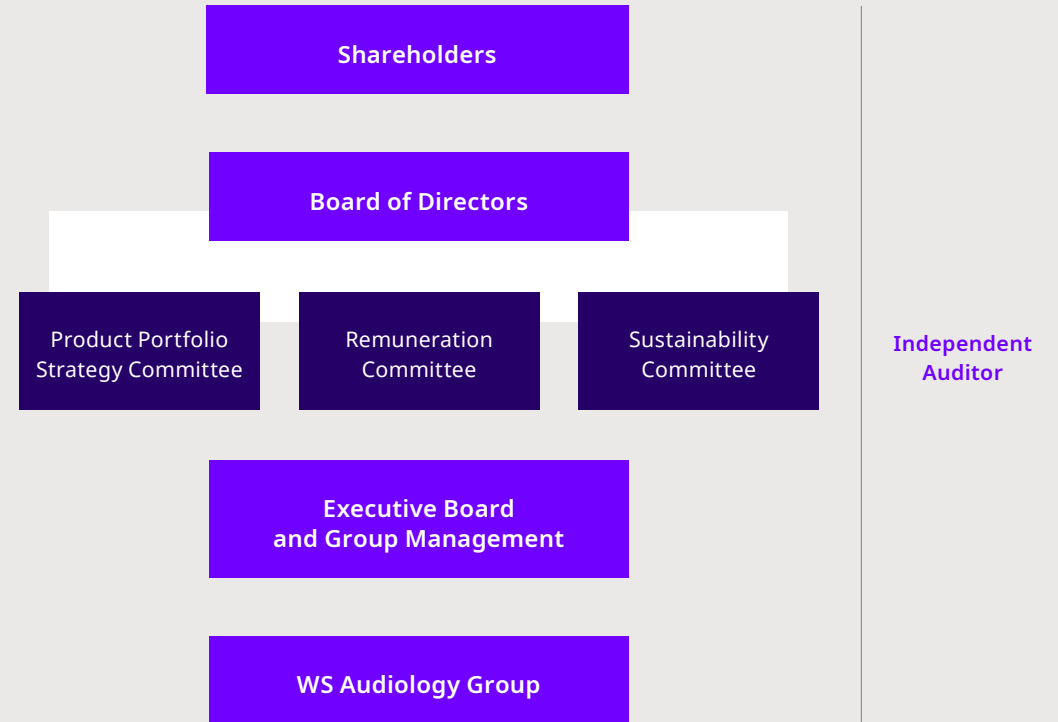 Shareholders
Board of Directors
Product Portfolio
Strategy Committee
Remuneration
Committee
Sustainability
Committee
Independent
Auditor
Executive Board
and Group Management
WS Audiology Group